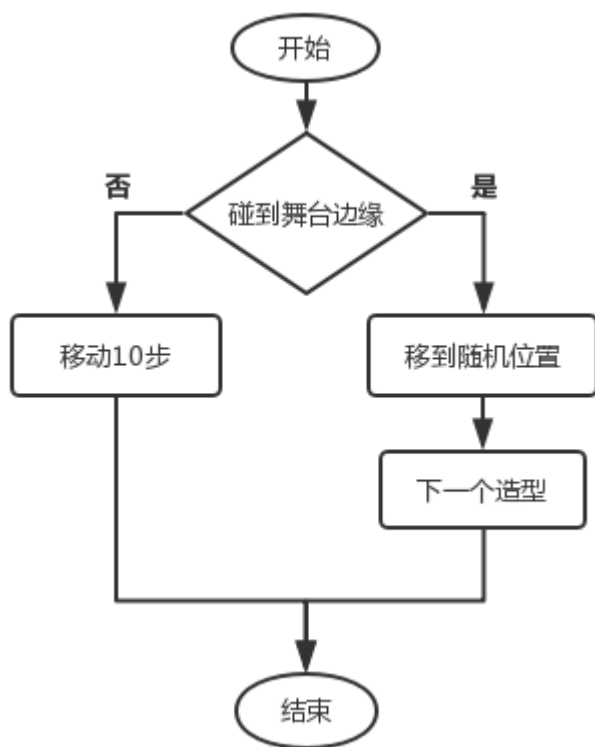 开始
否
是
碰到舞台边缘
移动10步
移到随机位置
下一个造型
结束